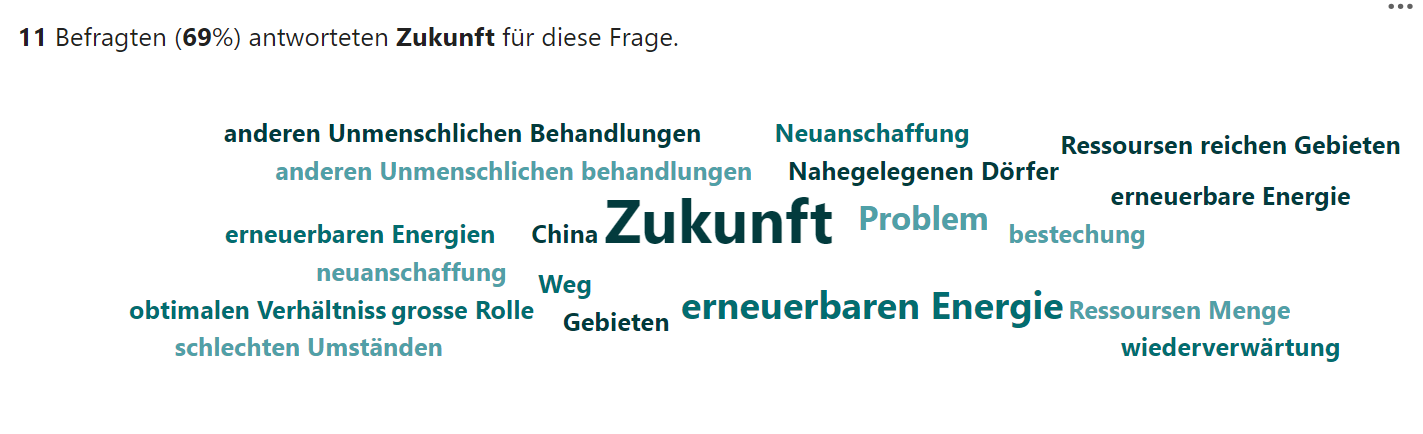 11 Befragten (69%) antworteten Zukunft für diese Frage.
anderen Unmenschlichen Behandlungen
Neuanschaffung
Ressoursen reichen Gebieten
anderen Unmenschlichen behandlungen
Nahegelegenen Dörfer
erneuerbare Energie
Zukunft
Problem
erneuerbaren Energien
China
bestechung
neuanschaffung
Weg
obtimalen Verhältniss
grosse Rolle
Gebieten
erneuerbaren Energie
Ressoursen Menge
schlechten Umständen
wiederverwärtung